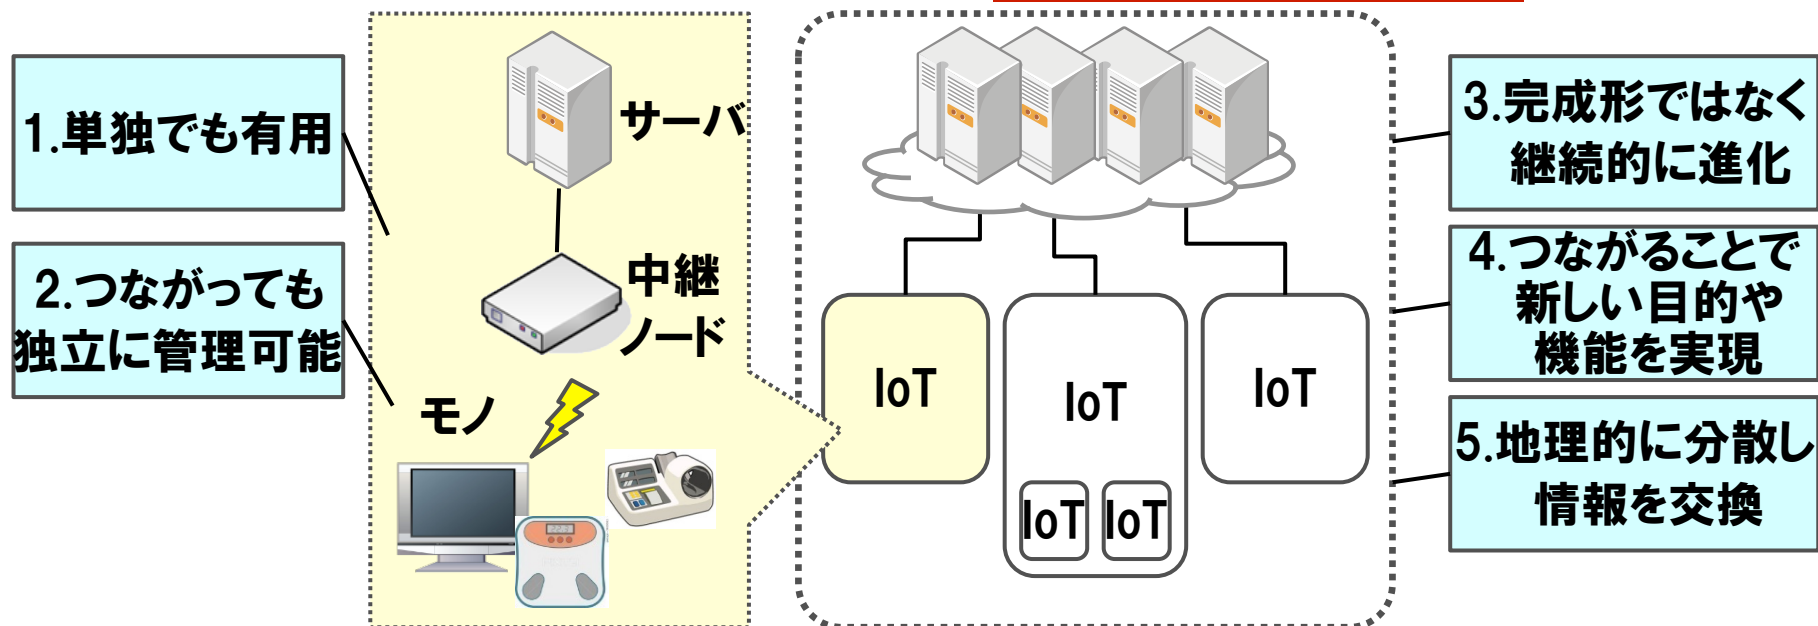 1.単独でも有用
2.つながっても
独立に管理可能
サーバ
中継
ノード
モノ
IoT
IoT
IoT
IoT
IoT
3.完成形ではなく
継続的に進化
4.つながることで
新しい目的や
機能を実現
5.地理的に分散し
情報を交換